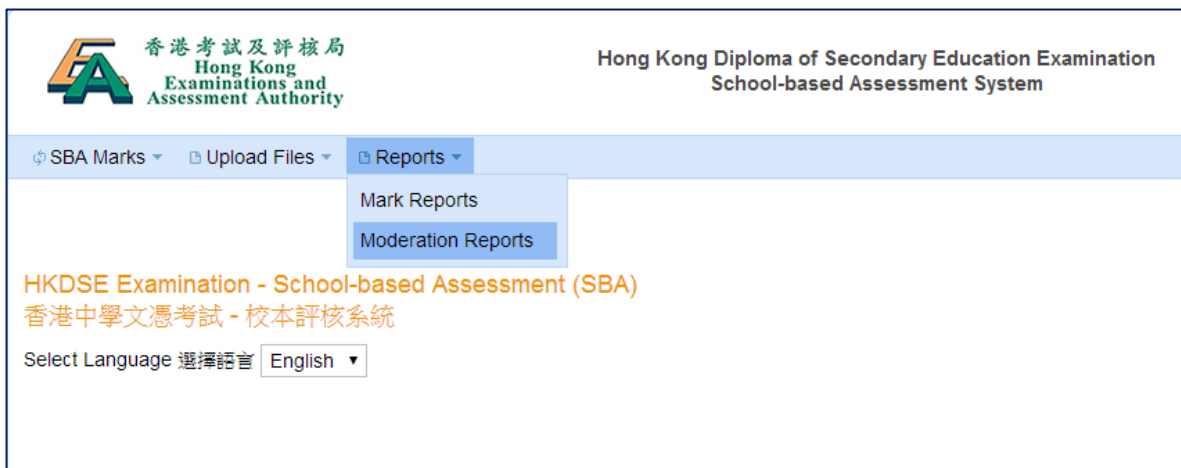 香港考試及評核局
Hong Kong
Examinations and
Assessment Authority
Hong Kong Diploma of Secondary Education Examination
School-based Assessment System
SBA Marks
Upload Files
Reports
Mark Reports
Moderation Reports
HKDSE Examination - School-based Assessment (SBA)
香港中學文憑考試 - 校本評核系統
Select Language 選擇語言 English